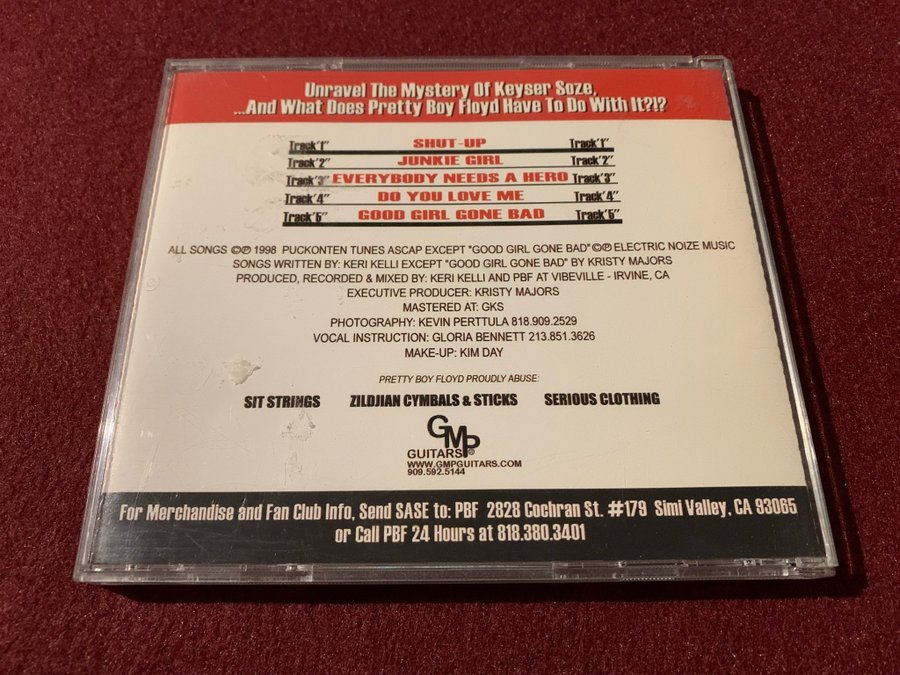 Unravel The Mystery Of Keyser Soze,
...And What Does Pretty Boy Floyd Have To Do With It?!?
Track"1" SHUT-UP Track"1"
Track"2" JUNKIE GIRL Track"2"
Track"3" EVERYBODY NEEDS A HERO Track"3"
Track"4" DO YOU LOVE ME Track"4"
Track"5" GOOD GIRL GONE BAD Track"5"
ALL SONGS ©℗ 1998 PUCKONTEN TUNES ASCAP EXCEPT "GOOD GIRL GONE BAD" ©℗ ELECTRIC NOIZE MUSIC
SONGS WRITTEN BY: KERI KELLI EXCEPT "GOOD GIRL GONE BAD" BY KRISTY MAJORS
PRODUCED, RECORDED & MIXED BY: KERI KELLI AND PBF AT VIBEVILLE - IRVINE, CA
EXECUTIVE PRODUCER: KRISTY MAJORS
MASTERED AT: GKS
PHOTOGRAPHY: KEVIN PERTTULA 818.909.2529
VOCAL INSTRUCTION: GLORIA BENNETT 213.851.3626
MAKE-UP: KIM DAY
PRETTY BOY FLOYD PROUDLY ABUSE:
SIT STRINGS ZILDJIAN CYMBALS & STICKS SERIOUS CLOTHING
GMP
GUITARS®
WWW.GMPGUITARS.COM
909.592.5144
For Merchandise and Fan Club Info, Send SASE to: PBF 2828 Cochran St. #179 Simi Valley, CA 93065
or Call PBF 24 Hours at 818.380.3401